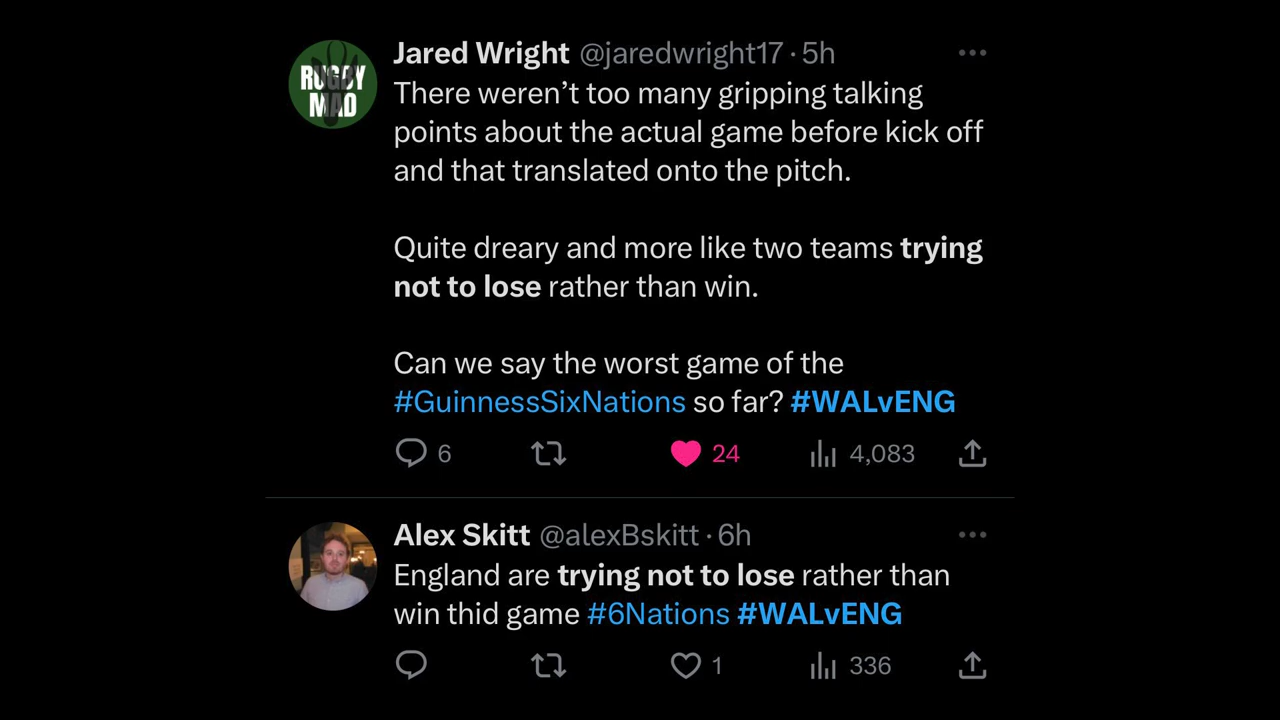 RUGBY
MAD
Jared Wright @jaredwright17 · 5h
There weren’t too many gripping talking
points about the actual game before kick off
and that translated onto the pitch.
Quite dreary and more like two teams trying
not to lose rather than win.
Can we say the worst game of the
#GuinnessSixNations so far? #WALvENG
6 24 4,083
Alex Skitt @alexBskitt · 6h
England are trying not to lose rather than
win thid game #6Nations #WALvENG
1 336